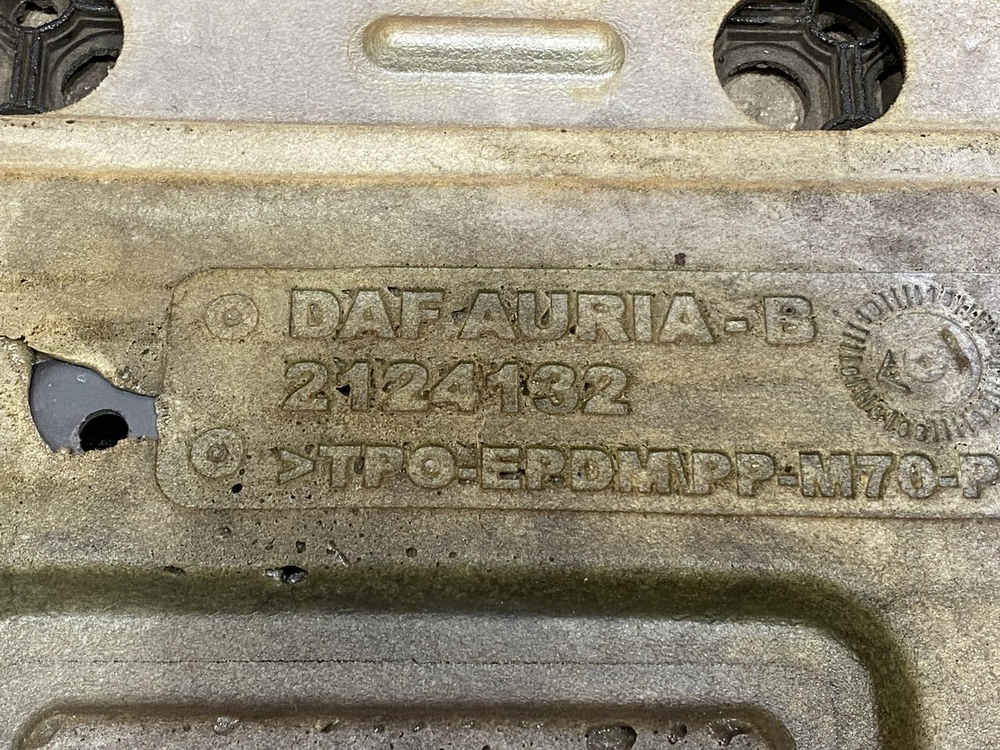 DAF AURIA - B
2124132
>TPO-EPDM\PP-M70-P